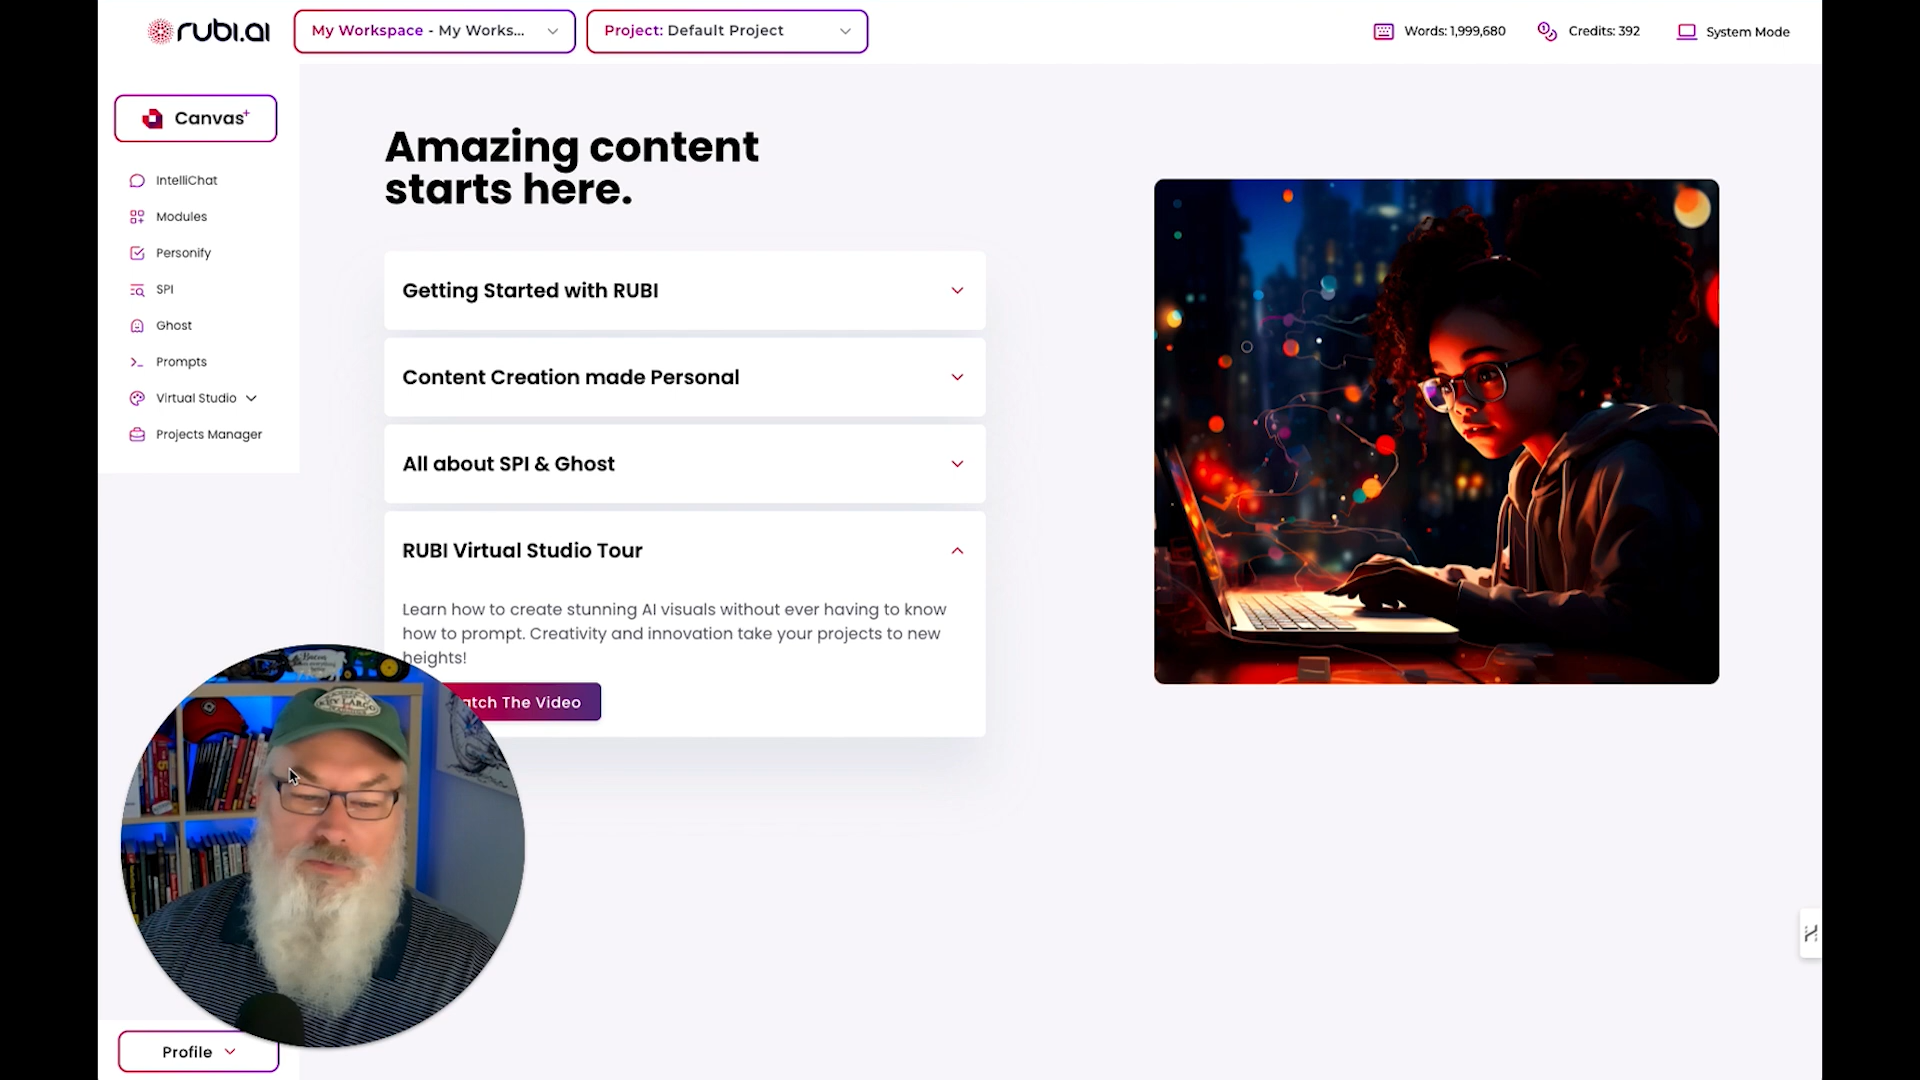 rubi.ai
My Workspace - My Works...
Project: Default Project
Words: 1,999,680
Credits: 392
System Mode
Canvas+
IntelliChat
Modules
Personify
SPI
Ghost
Prompts
Virtual Studio
Projects Manager
Amazing content
starts here.
Getting Started with RUBI
Content Creation made Personal
All about SPI & Ghost
RUBI Virtual Studio Tour
Learn how to create stunning AI visuals without ever having to know
how to prompt. Creativity and innovation take your projects to new
heights!
atch The Video
Bacon
KEY LARGO
Profile